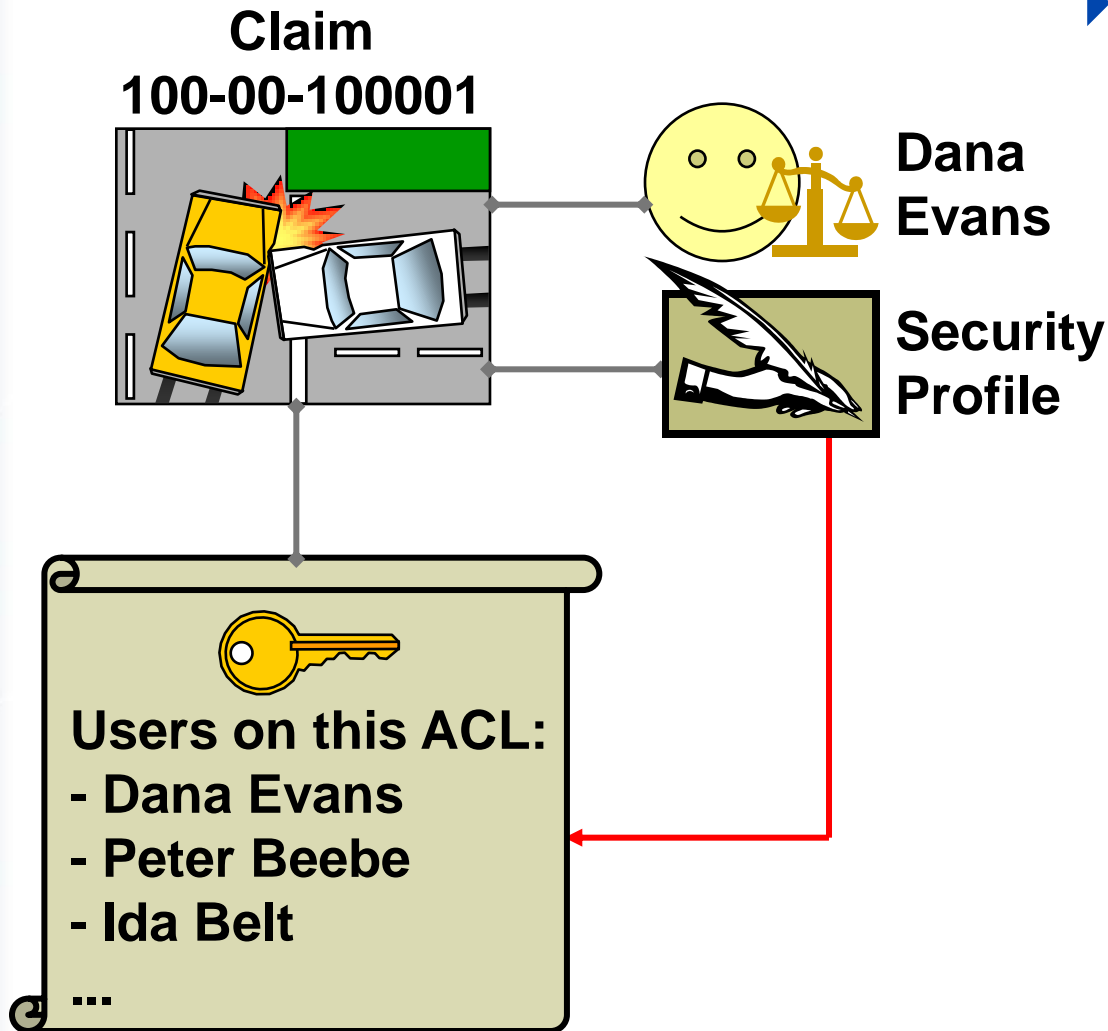 Claim
100-00-100001
Dana
Evans
Security
Profile
Users on this ACL:
- Dana Evans
- Peter Beebe
- Ida Belt
...